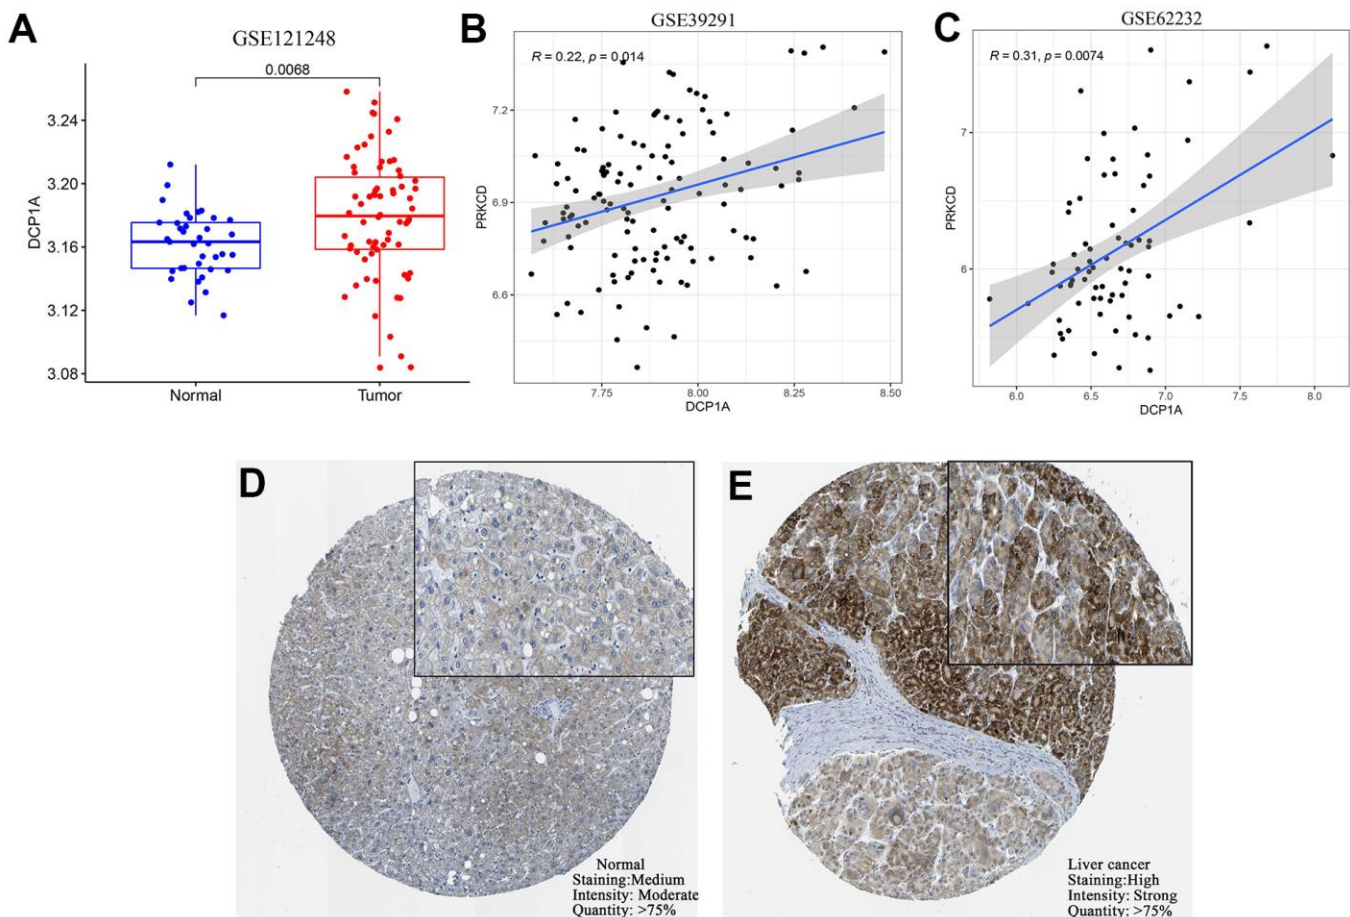 A
GSE121248
0.0068
DCP1A
3.24
3.20
3.16
3.12
3.08
Normal
Tumor
B
GSE39291
R = 0.22, p = 0.014
PRKCD
7.2
6.9
6.6
7.75
8.00
8.25
8.50
DCP1A
C
GSE62232
R = 0.31, p = 0.0074
PRKCD
7
6
6.0
6.5
7.0
7.5
8.0
DCP1A
D
Normal
Staining:Medium
Intensity: Moderate
Quantity: >75%
E
Liver cancer
Staining:High
Intensity: Strong
Quantity: >75%